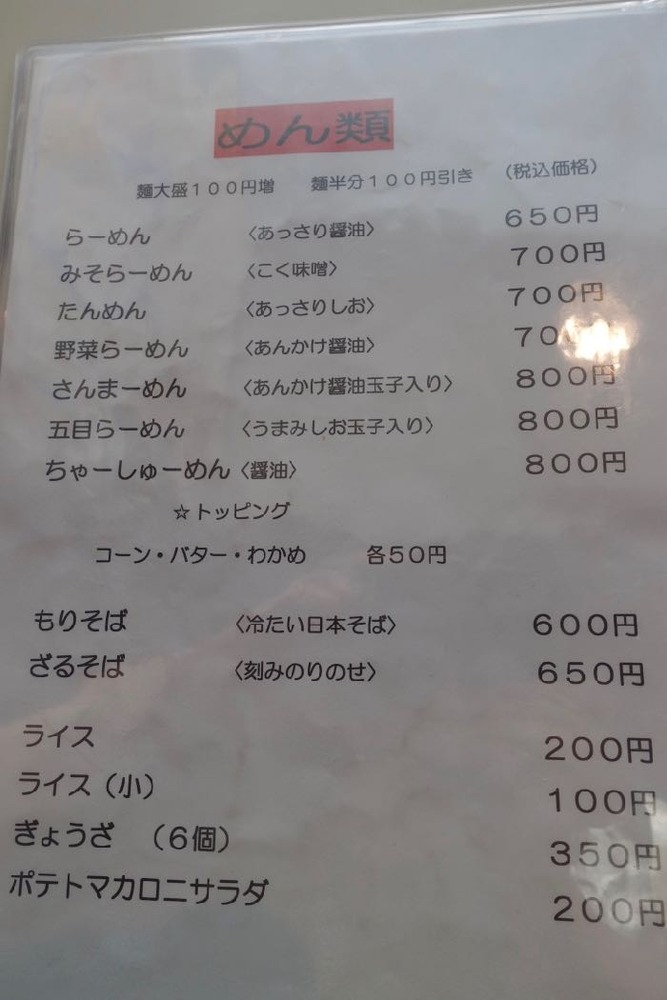 めん類
麺大盛１００円増　麺半分１００円引き　（税込価格）
らーめん　〈あっさり醤油〉　６５０円
みそらーめん　〈こく味噌〉　７００円
たんめん　〈あっさりしお〉　７００円
野菜らーめん　〈あんかけ醤油〉　７０
さんまーめん　〈あんかけ醤油玉子入り〉　８００円
五目らーめん　〈うまみしお玉子入り〉　８００円
ちゃーしゅーめん〈醤油〉　８００円
☆トッピング
コーン・バター・わかめ　各５０円
もりそば　〈冷たい日本そば〉　６００円
ざるそば　〈刻みのりのせ〉　６５０円
ライス　２００円
ライス（小）　１００円
ぎょうざ　（６個）　３５０円
ポテトマカロニサラダ　２００円